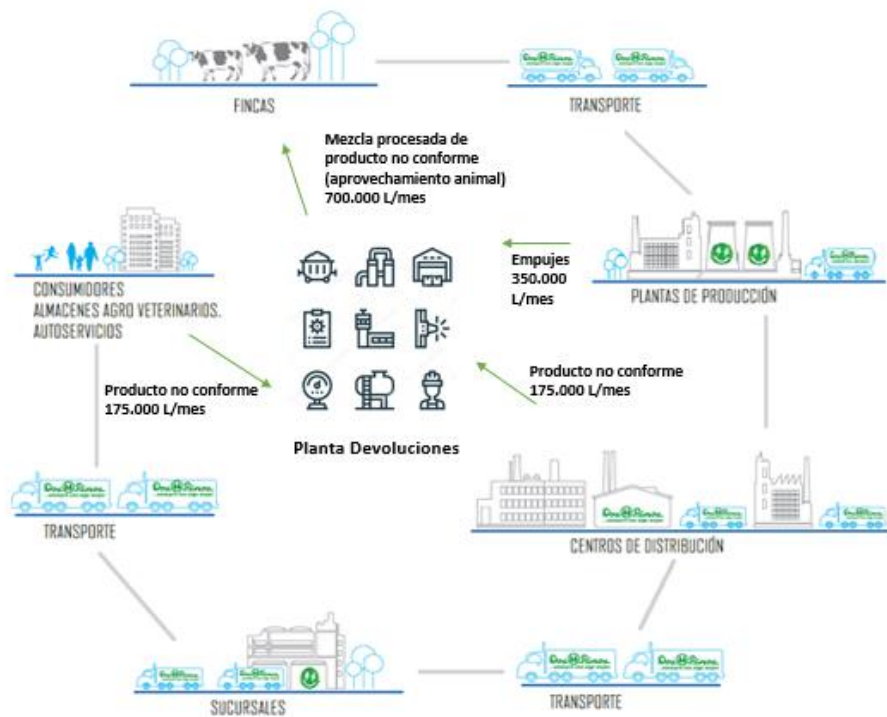 FINCAS
TRANSPORTE
Mezcla procesada de
producto no conforme
(aprovechamiento animal)
700.000 L/mes
Empujes
350.000
L/mes
PLANTAS DE PRODUCCIÓN
CONSUMIDORES
ALMACENES AGRO VETERINARIOS.
AUTOSERVICIOS
Producto no conforme
175.000 L/mes
Producto no conforme
175.000 L/mes
Planta Devoluciones
TRANSPORTE
CENTROS DE DISTRIBUCIÓN
SUCURSALES
TRANSPORTE